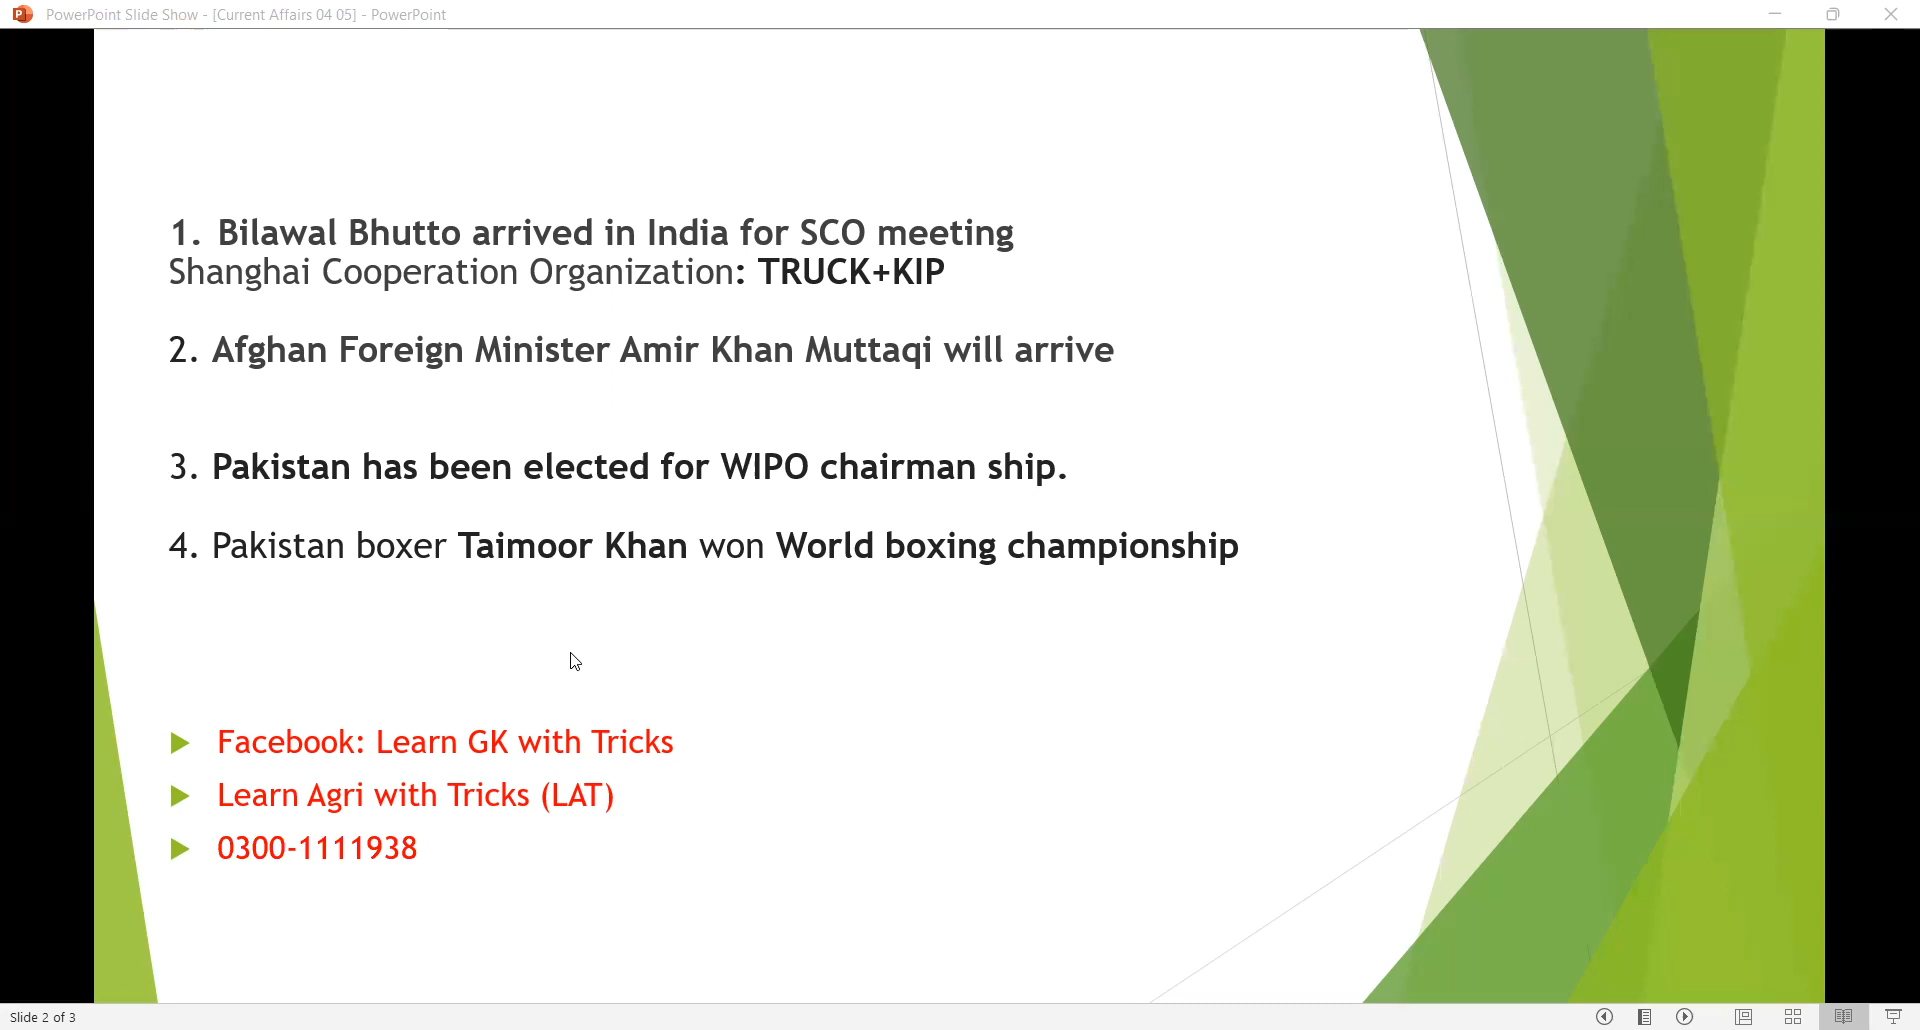 PowerPoint Slide Show - [Current Affairs 04 05] - PowerPoint
1. Bilawal Bhutto arrived in India for SCO meeting
Shanghai Cooperation Organization: TRUCK+KIP
2. Afghan Foreign Minister Amir Khan Muttaqi will arrive
3. Pakistan has been elected for WIPO chairman ship.
4. Pakistan boxer Taimoor Khan won World boxing championship
Facebook: Learn GK with Tricks
Learn Agri with Tricks (LAT)
0300-1111938
Slide 2 of 3